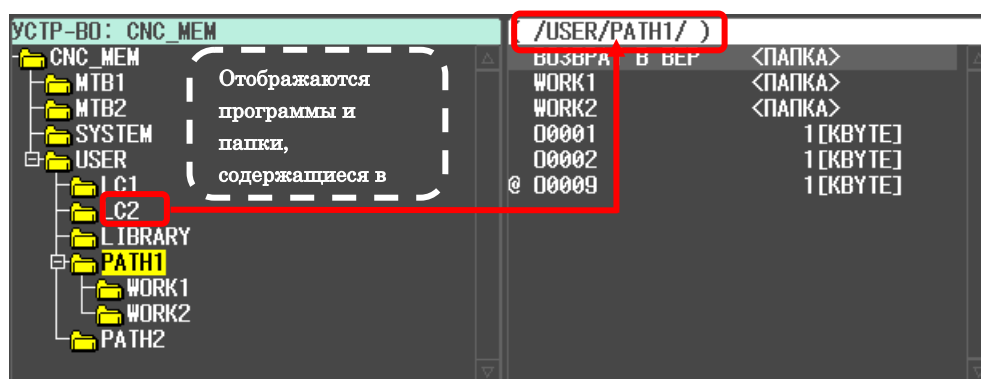 УСТР-ВО: CNC_MEM
CNC_MEM
MTB1
MTB2
SYSTEM
USER
LC1
LC2
LIBRARY
PATH1
WORK1
WORK2
PATH2
Отображаются
программы и
папки,
содержащиеся в
( /USER/PATH1/ )
ВОЗВРА В ВЕР <ПАПКА>
WORK1 <ПАПКА>
WORK2 <ПАПКА>
O0001 1[KBYTE]
O0002 1[KBYTE]
@ O0009 1[KBYTE]